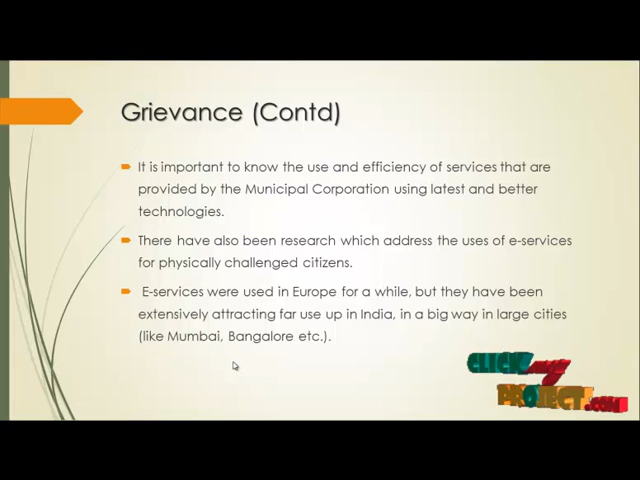 Grievance (Contd)
It is important to know the use and efficiency of services that are
provided by the Municipal Corporation using latest and better
technologies.
There have also been research which address the uses of e-services
for physically challenged citizens.
E-services were used in Europe for a while, but they have been
extensively attracting far use up in India, in a big way in large cities
(like Mumbai, Bangalore etc.).
CLICK MY
PROJECT.COM